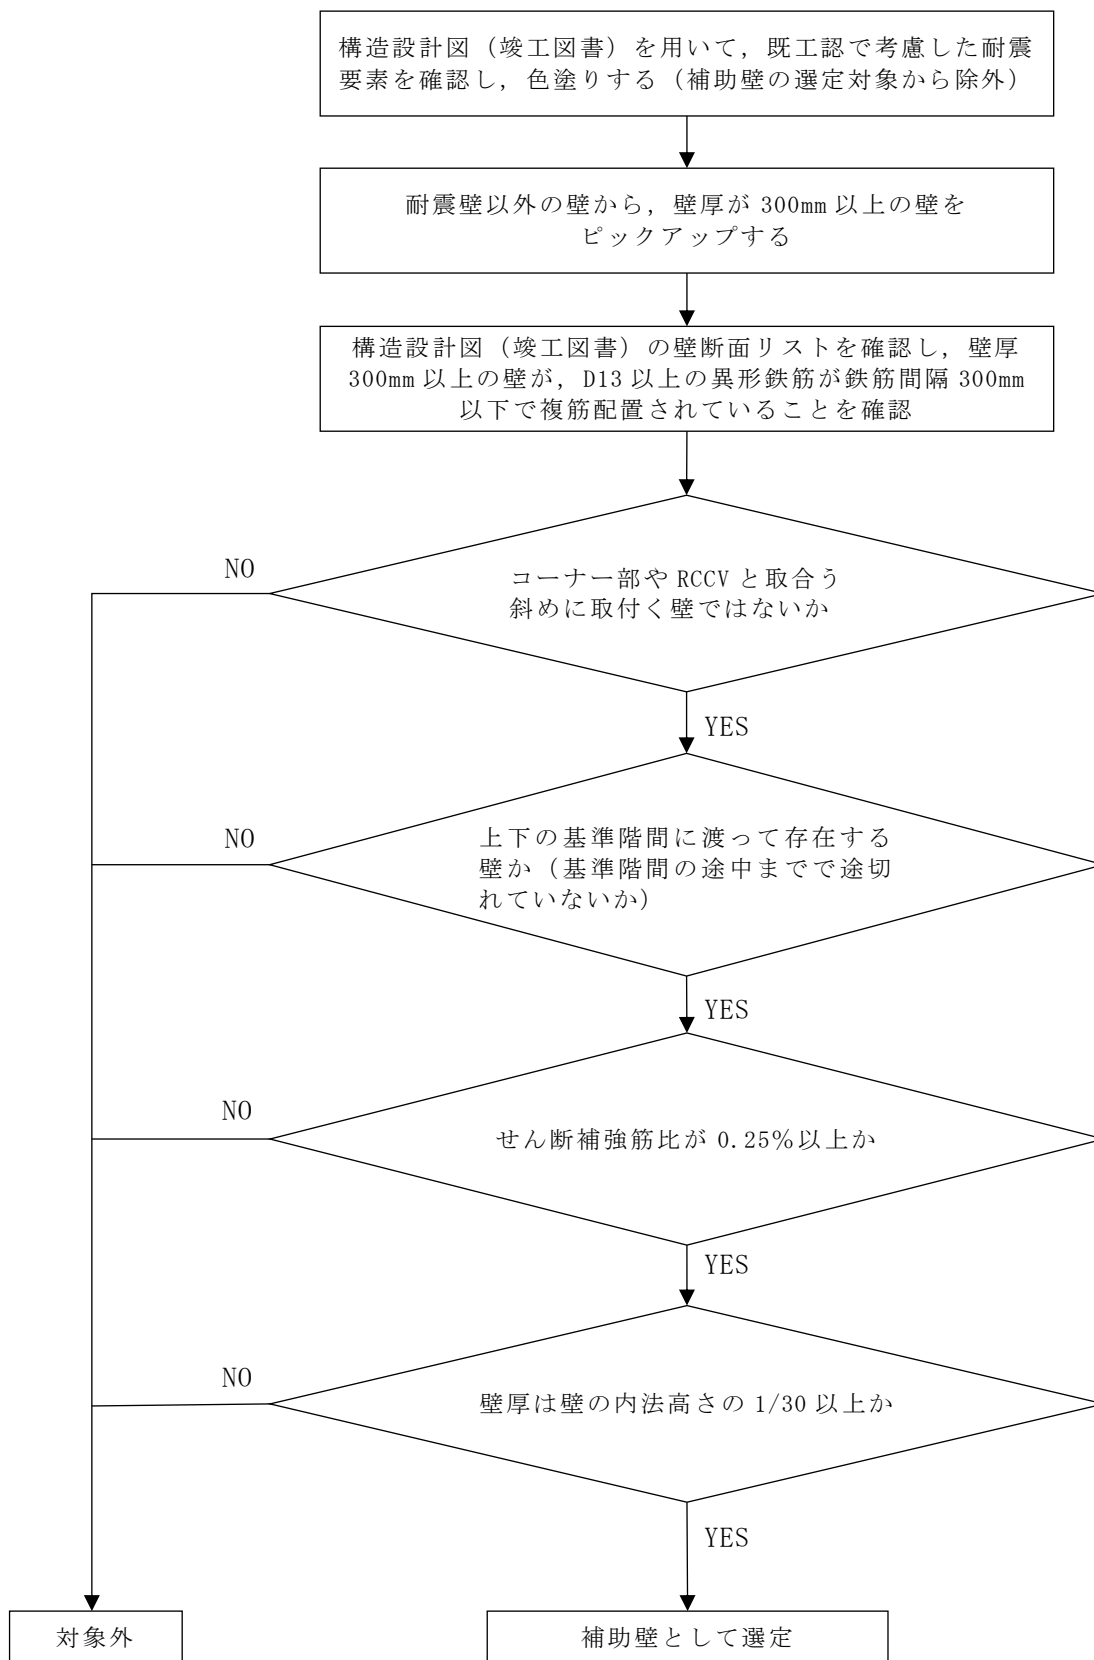 構造設計図（竣工図書）を用いて，既工認で考慮した耐震
要素を確認し，色塗りする（補助壁の選定対象から除外）
耐震壁以外の壁から，壁厚が 300mm 以上の壁を
ピックアップする
構造設計図（竣工図書）の壁断面リストを確認し，壁厚
300mm 以上の壁が，D13 以上の異形鉄筋が鉄筋間隔 300mm
以下で複筋配置されていることを確認
NO
コーナー部や RCCV と取合う
斜めに取付く壁ではないか
YES
NO
上下の基準階間に渡って存在する
壁か（基準階間の途中までで途切
れていないか）
YES
NO
せん断補強筋比が 0.25％以上か
YES
NO
壁厚は壁の内法高さの 1/30 以上か
YES
対象外
補助壁として選定